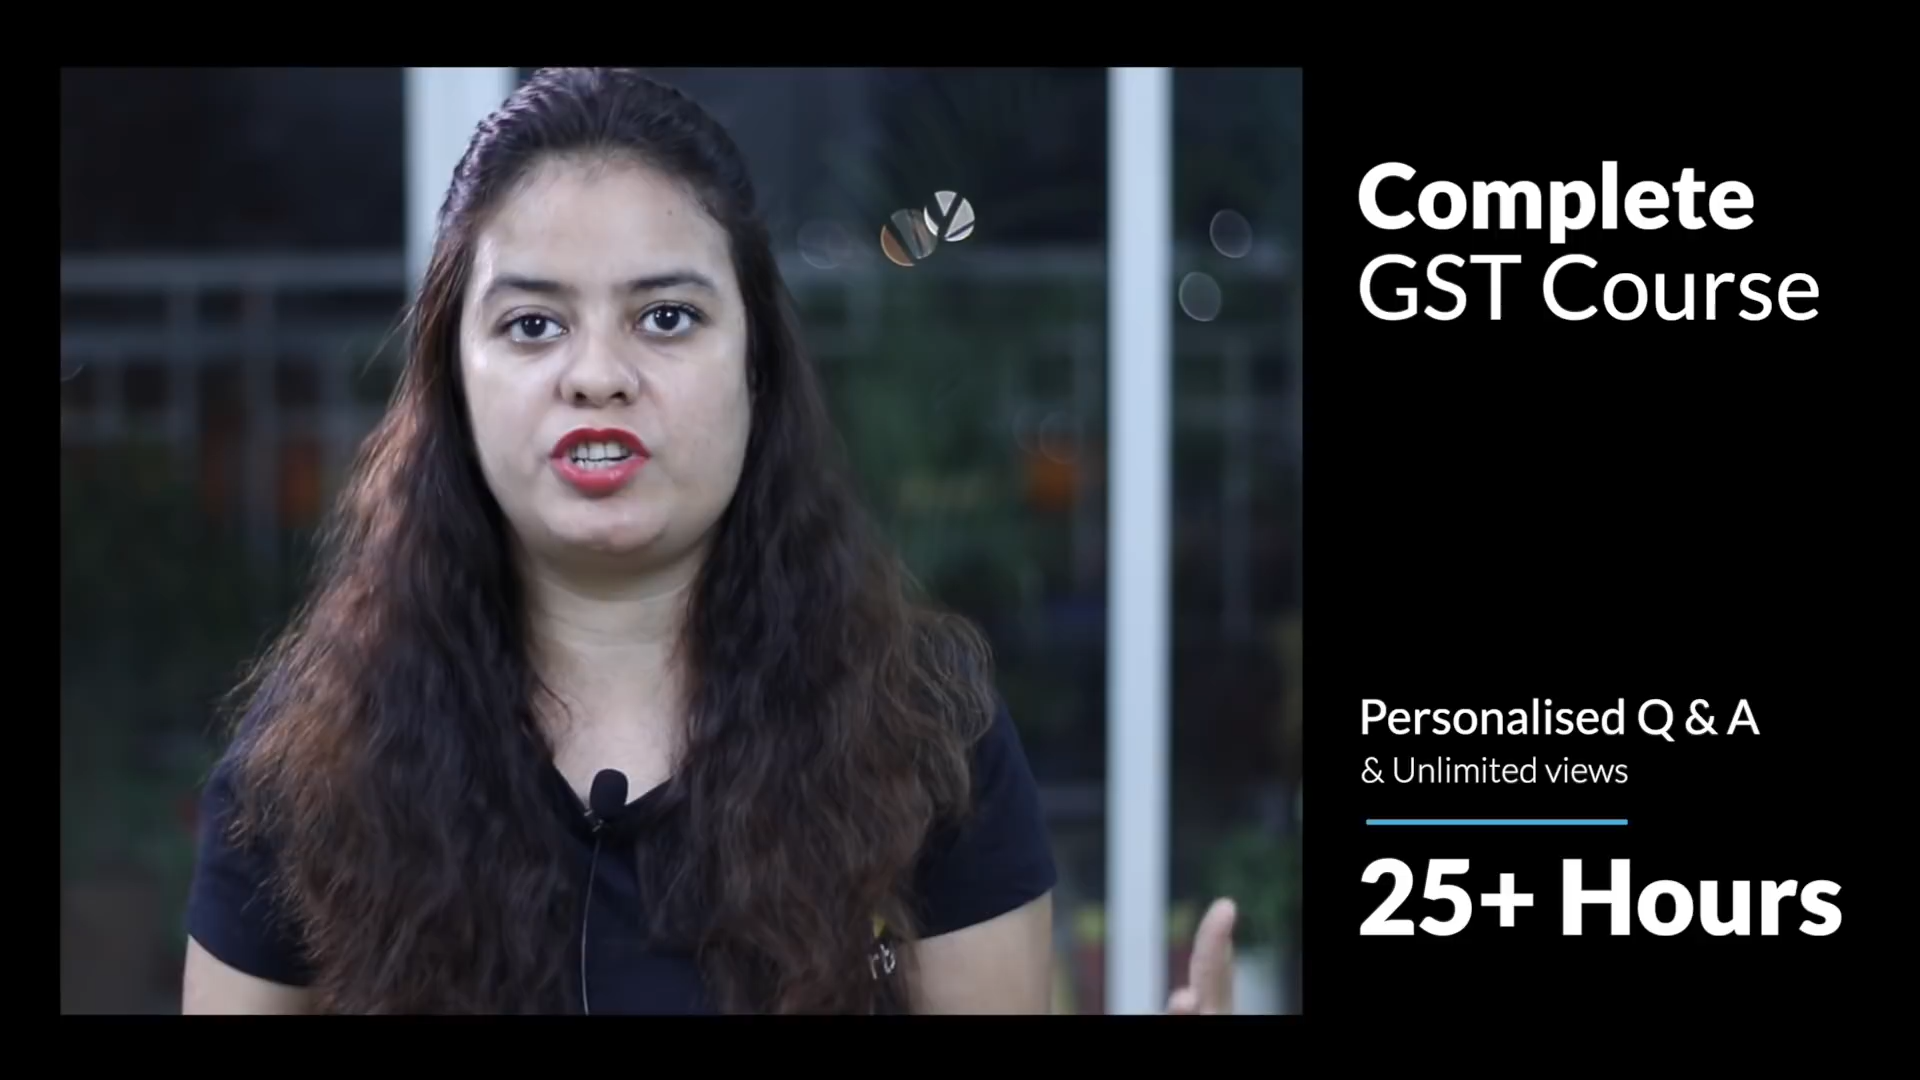 Complete
GST Course
Personalised Q & A
& Unlimited views
25+ Hours